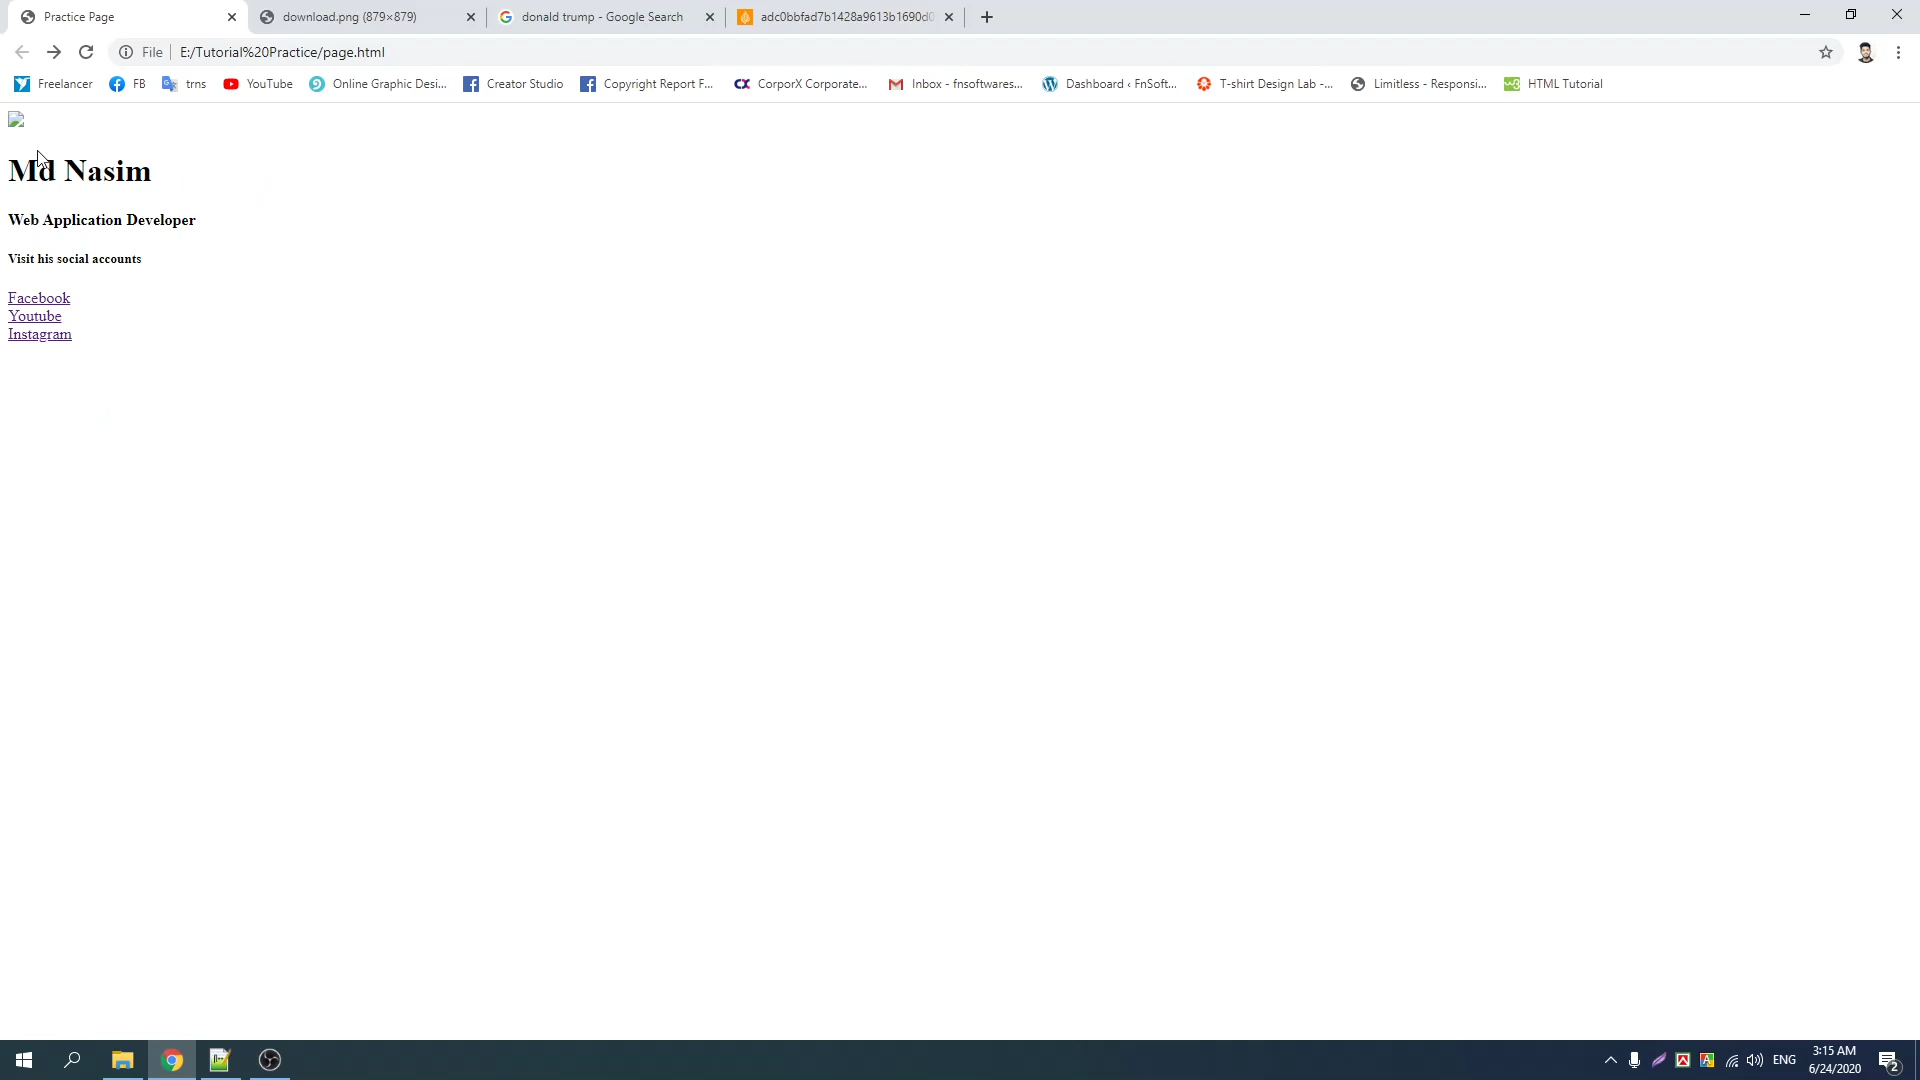 Practice Page
download.png (879×879)
donald trump - Google Search
adc0bbfad7b1428a9613b1690d0
File
E:/Tutorial%20Practice/page.html
Freelancer
FB
trns
YouTube
Online Graphic Desi...
Creator Studio
Copyright Report F...
CorporX Corporate...
Inbox - fnsoftwares...
Dashboard ‹ FnSoft...
T-shirt Design Lab -...
Limitless - Responsi...
HTML Tutorial
Md Nasim
Web Application Developer
Visit his social accounts
Facebook
Youtube
Instagram
ENG
3:15 AM
6/24/2020
2